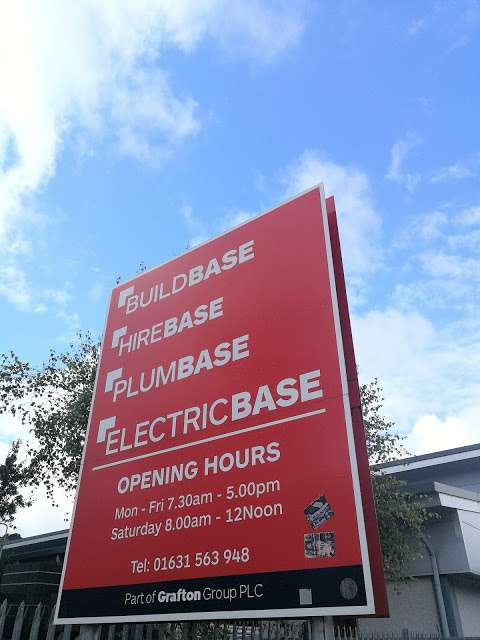 BUILDBASE
HIREBASE
PLUMBASE
ELECTRICBASE
OPENING HOURS
Mon - Fri 7.30am - 5.00pm
Saturday 8.00am - 12Noon
Tel: 01631 563 948
Part of Grafton Group PLC